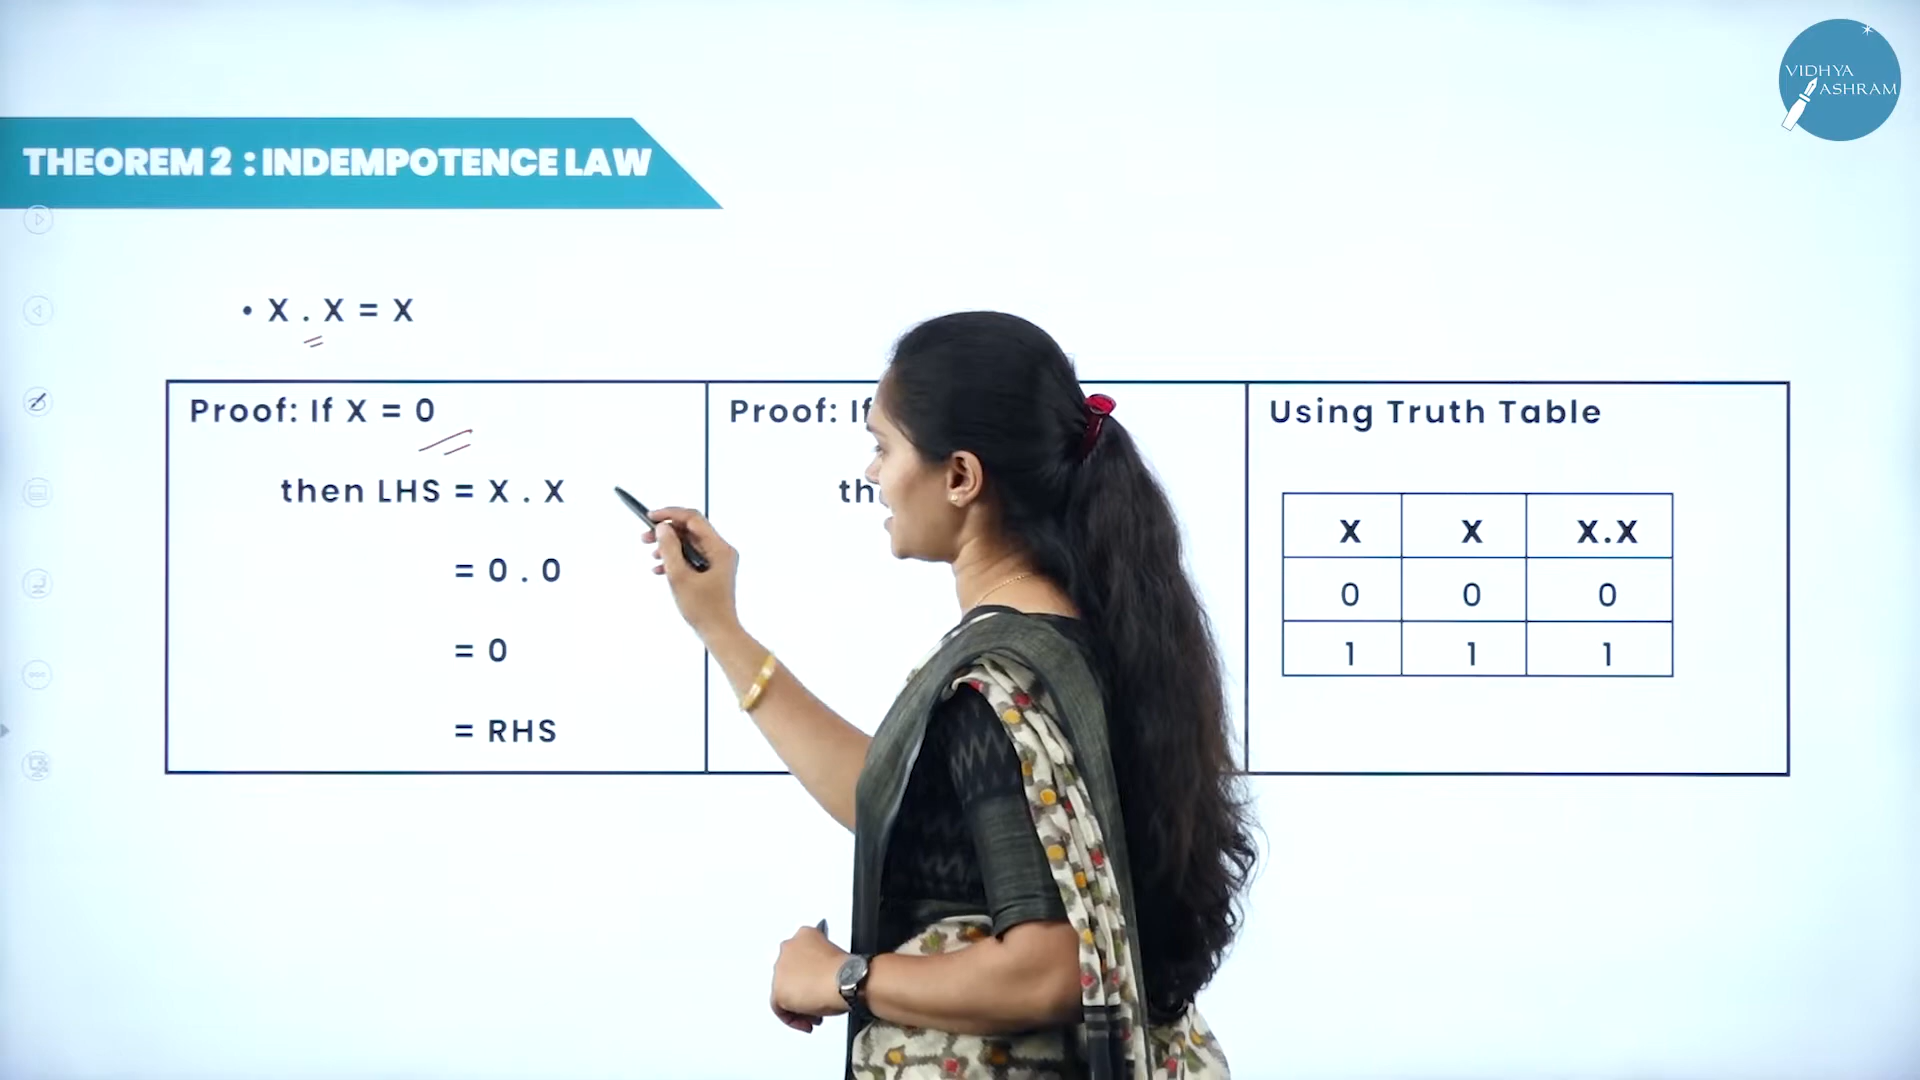 VIDHYA
ASHRAM
THEOREM 2 : INDEMPOTENCE LAW
• X . X = X
Proof: If X = 0
then LHS = X . X
= 0 . 0
= 0
= RHS
Proof: If
th
Using Truth Table
X X X.X
0 0 0
1 1 1